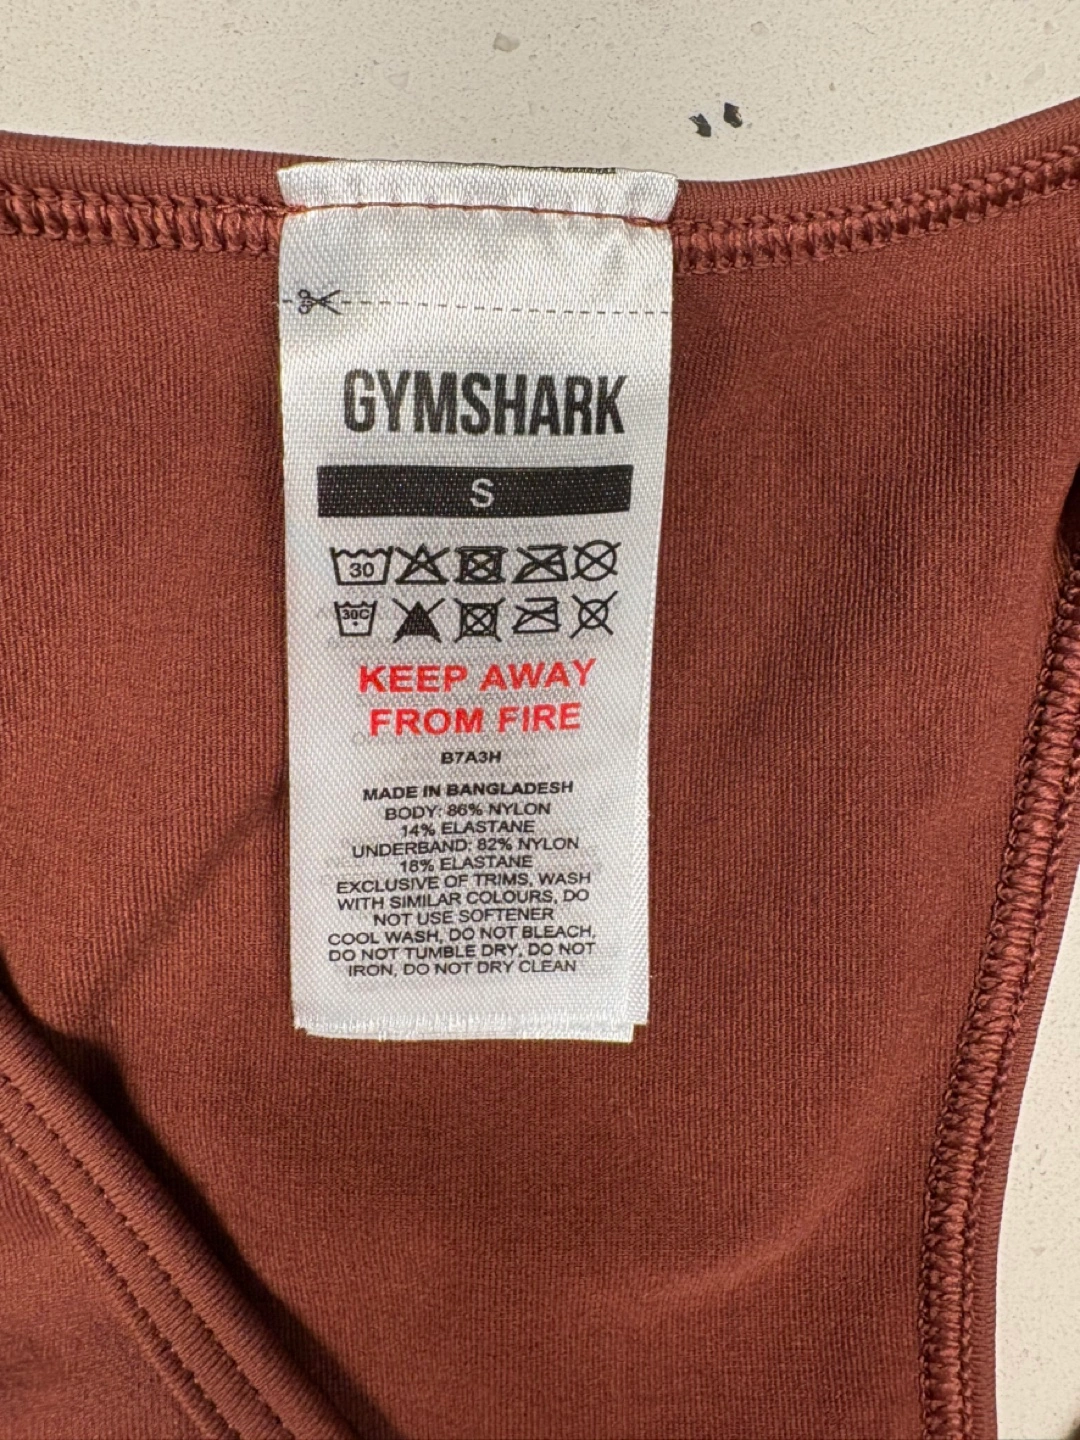 GYMSHARK
S
30
30C
KEEP AWAY
FROM FIRE
B7A3H
MADE IN BANGLADESH
BODY: 86% NYLON
14% ELASTANE
UNDERBAND: 82% NYLON
18% ELASTANE
EXCLUSIVE OF TRIMS, WASH
WITH SIMILAR COLOURS, DO
NOT USE SOFTENER
COOL WASH, DO NOT BLEACH,
DO NOT TUMBLE DRY, DO NOT
IRON, DO NOT DRY CLEAN